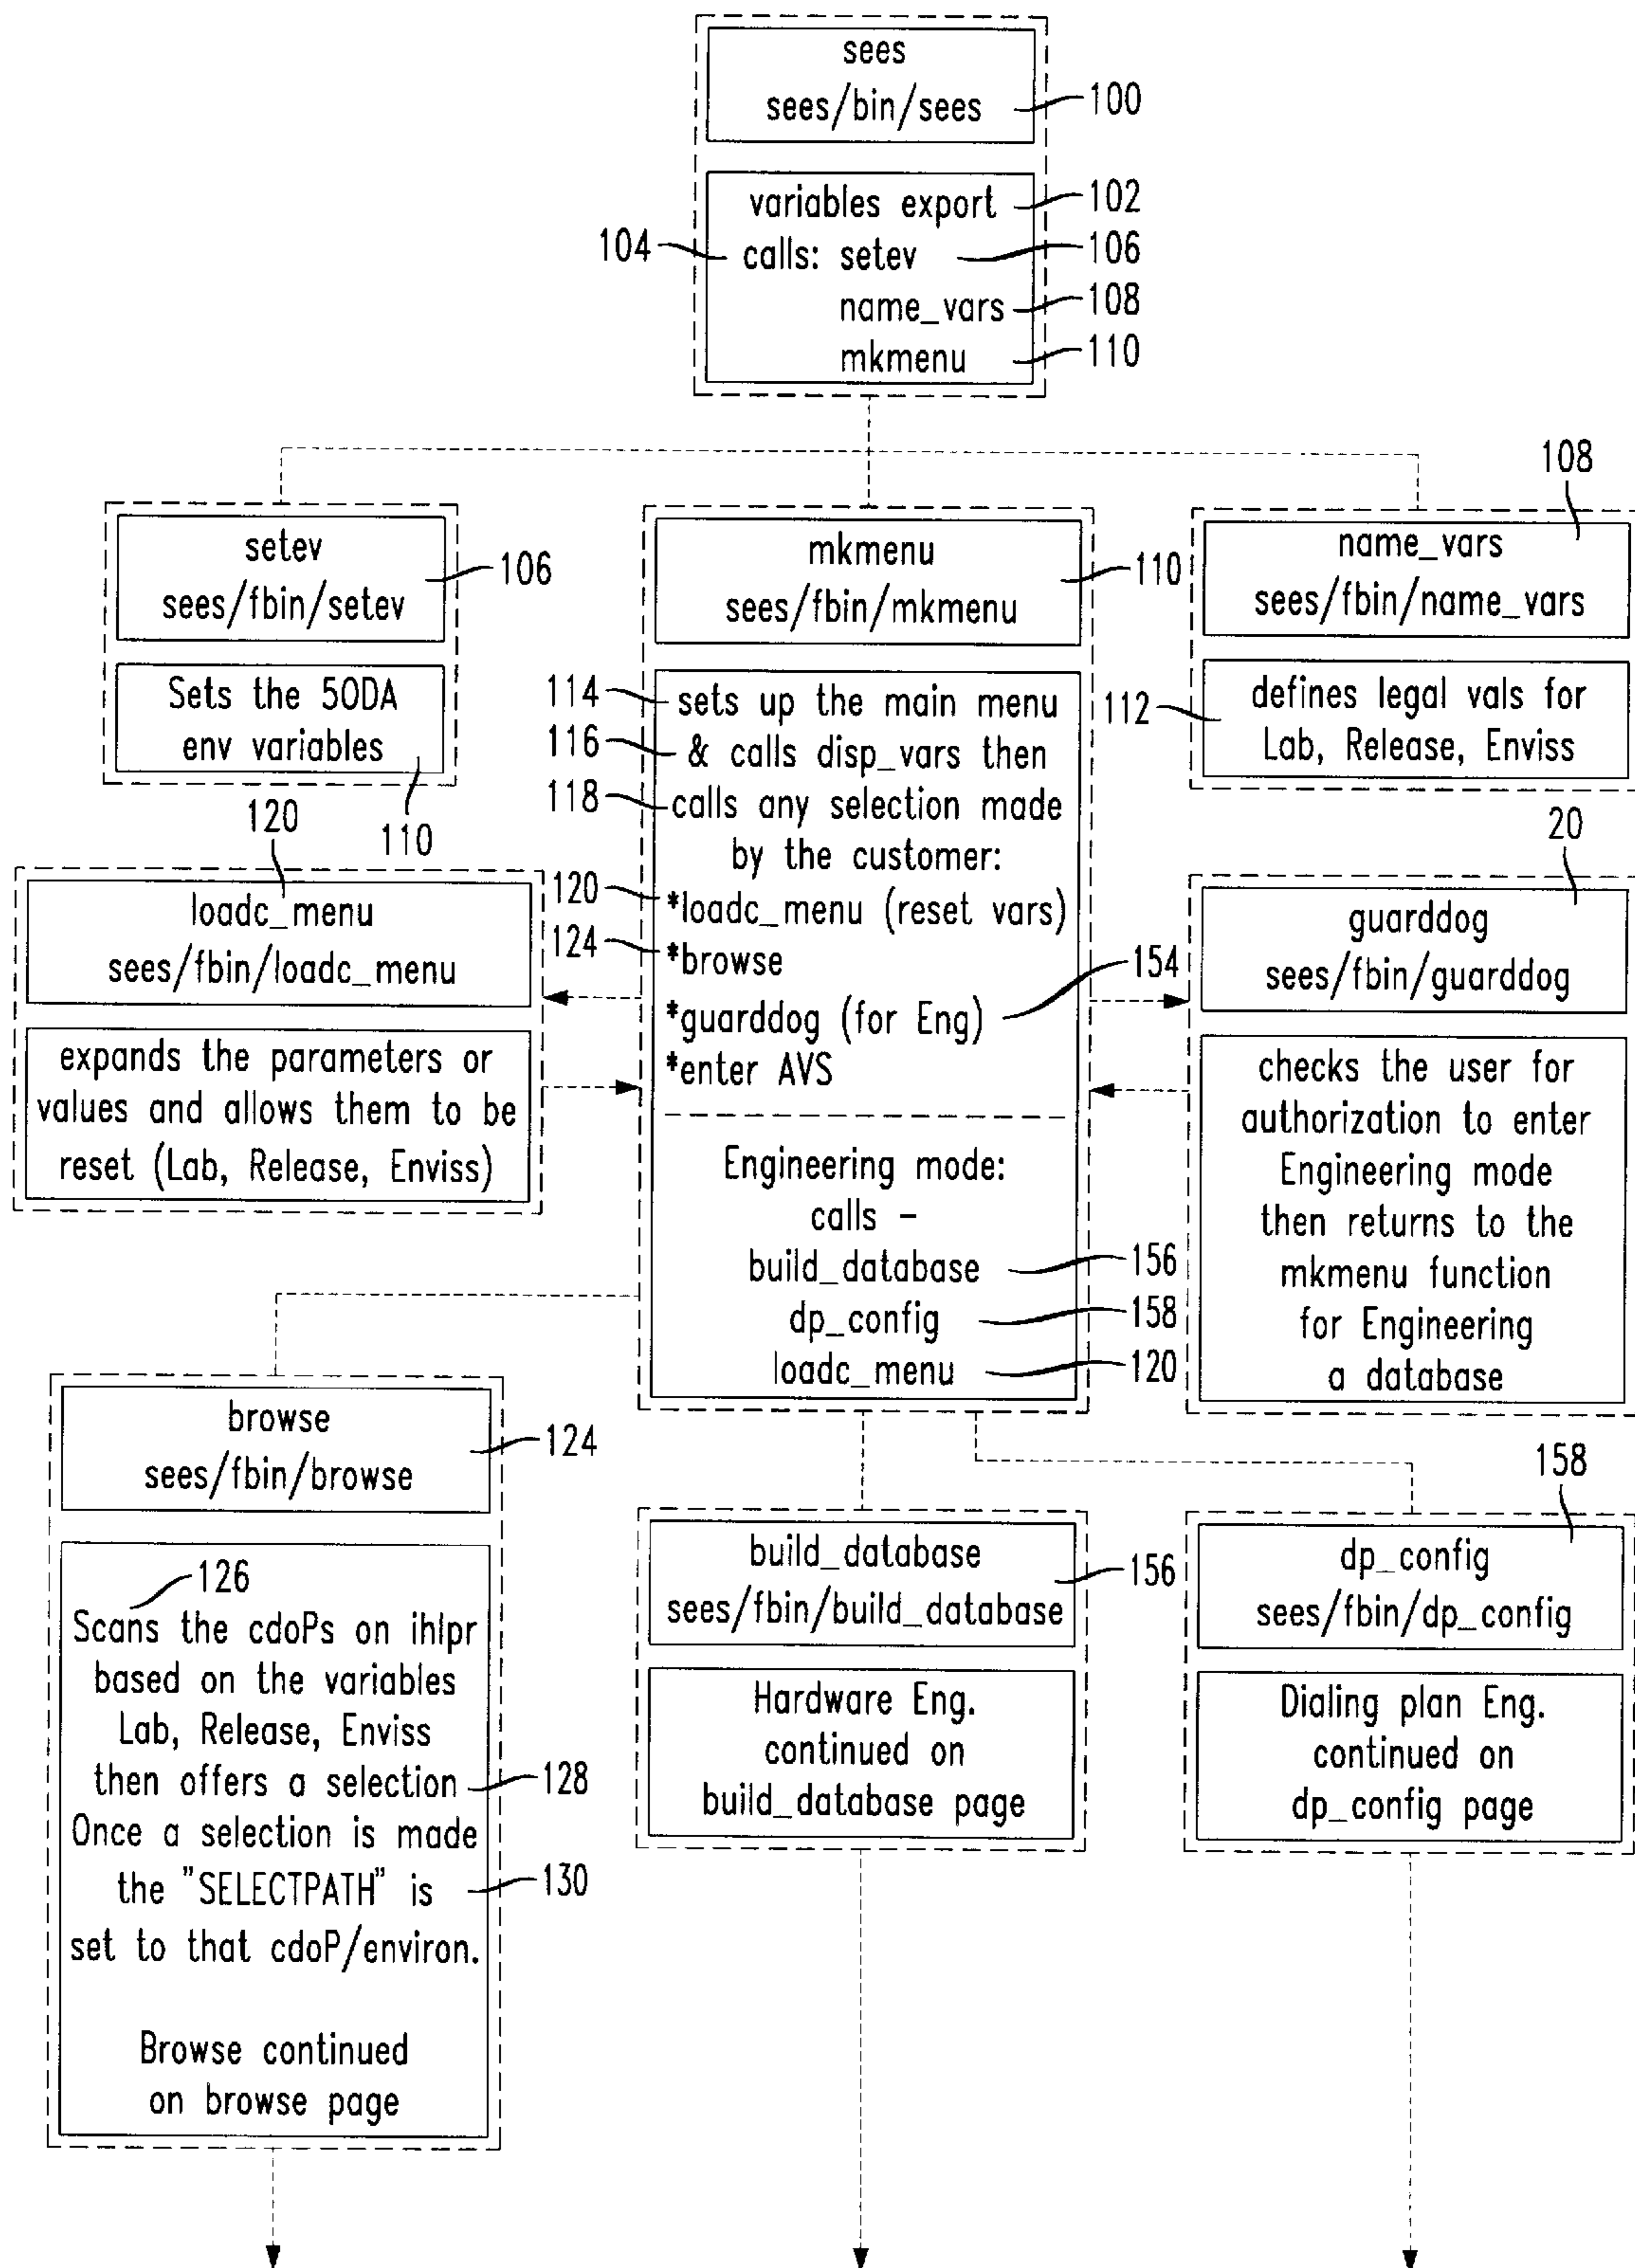 sees
sees/bin/sees
100
variables export
102
104
calls: setev
106
name_vars
108
mkmenu
110
setev
sees/fbin/setev
106
Sets the 5ODA
env variables
110
mkmenu
sees/fbin/mkmenu
110
108
name_vars
sees/fbin/name_vars
112
defines legal vals for
Lab, Release, Enviss
114
sets up the main menu
116
& calls disp_vars then
118
calls any selection made
by the customer:
120
*loadc_menu (reset vars)
124
*browse
154
*guarddog (for Eng)
*enter AVS
Engineering mode:
calls –
build_database
156
dp_config
158
loadc_menu
120
120
loadc_menu
sees/fbin/loadc_menu
expands the parameters or
values and allows them to be
reset (Lab, Release, Enviss)
20
guarddog
sees/fbin/guarddog
checks the user for
authorization to enter
Engineering mode
then returns to the
mkmenu function
for Engineering
a database
browse
sees/fbin/browse
124
126
Scans the cdoPs on ihlpr
based on the variables
Lab, Release, Enviss
then offers a selection
128
Once a selection is made
the "SELECTPATH" is
130
set to that cdoP/environ.
Browse continued
on browse page
build_database
sees/fbin/build_database
156
Hardware Eng.
continued on
build_database page
158
dp_config
sees/fbin/dp_config
Dialing plan Eng.
continued on
dp_config page